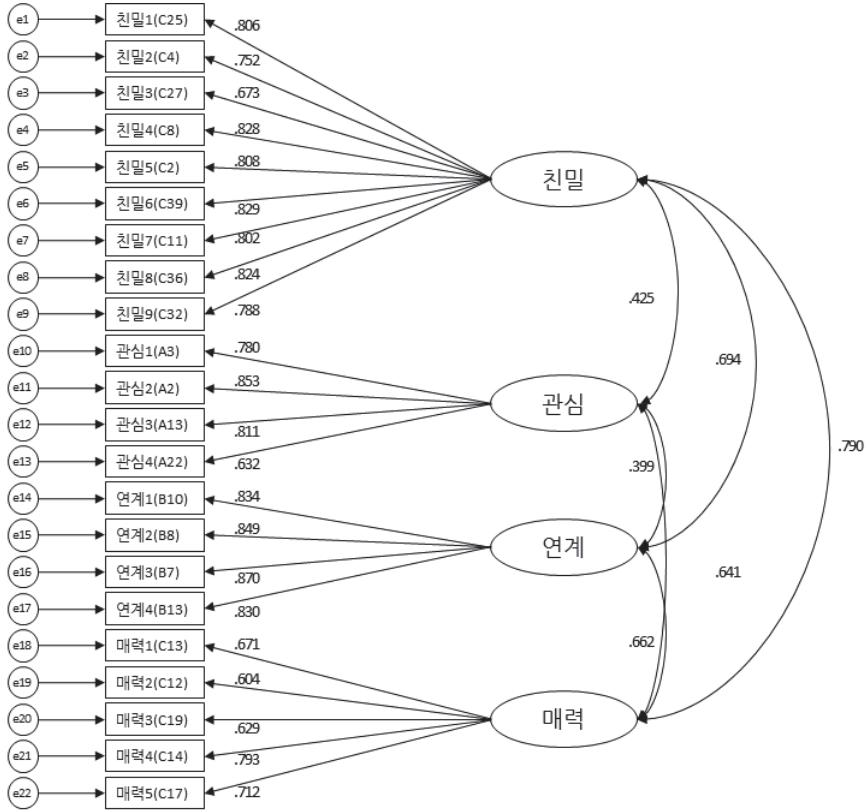 e1 친밀1(C25) .806
e2 친밀2(C4) .752
e3 친밀3(C27) .673
e4 친밀4(C8) .828
e5 친밀5(C2) .808
친밀
e6 친밀6(C39) .829
e7 친밀7(C11) .802
e8 친밀8(C36) .824
e9 친밀9(C32) .788
.425
e10 관심1(A3) .780
.694
e11 관심2(A2) .853
관심
e12 관심3(A13) .811
.790
e13 관심4(A22) .632
.399
e14 연계1(B10) .834
e15 연계2(B8) .849
연계
e16 연계3(B7) .870
.641
e17 연계4(B13) .830
e18 매력1(C13) .671
.662
e19 매력2(C12) .604
e20 매력3(C19) .629
매력
e21 매력4(C14) .793
e22 매력5(C17) .712